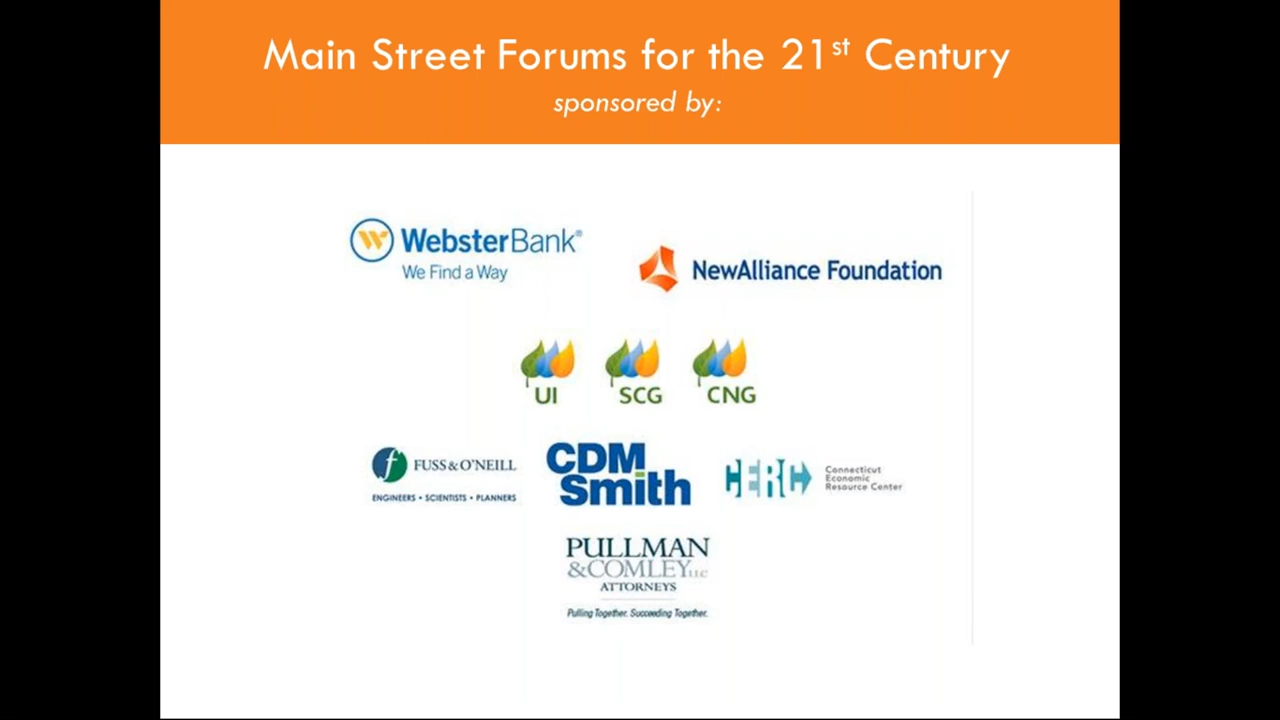 Main Street Forums for the 21st Century
sponsored by:
WebsterBank®
We Find a Way
NewAlliance Foundation
UI SCG CNG
FUSS & O'NEILL
ENGINEERS • SCIENTISTS • PLANNERS
CDM
Smith
CERC
Connecticut
Economic
Resource Center
PULLMAN
& COMLEY LLC
ATTORNEYS
Pulling Together. Succeeding Together.